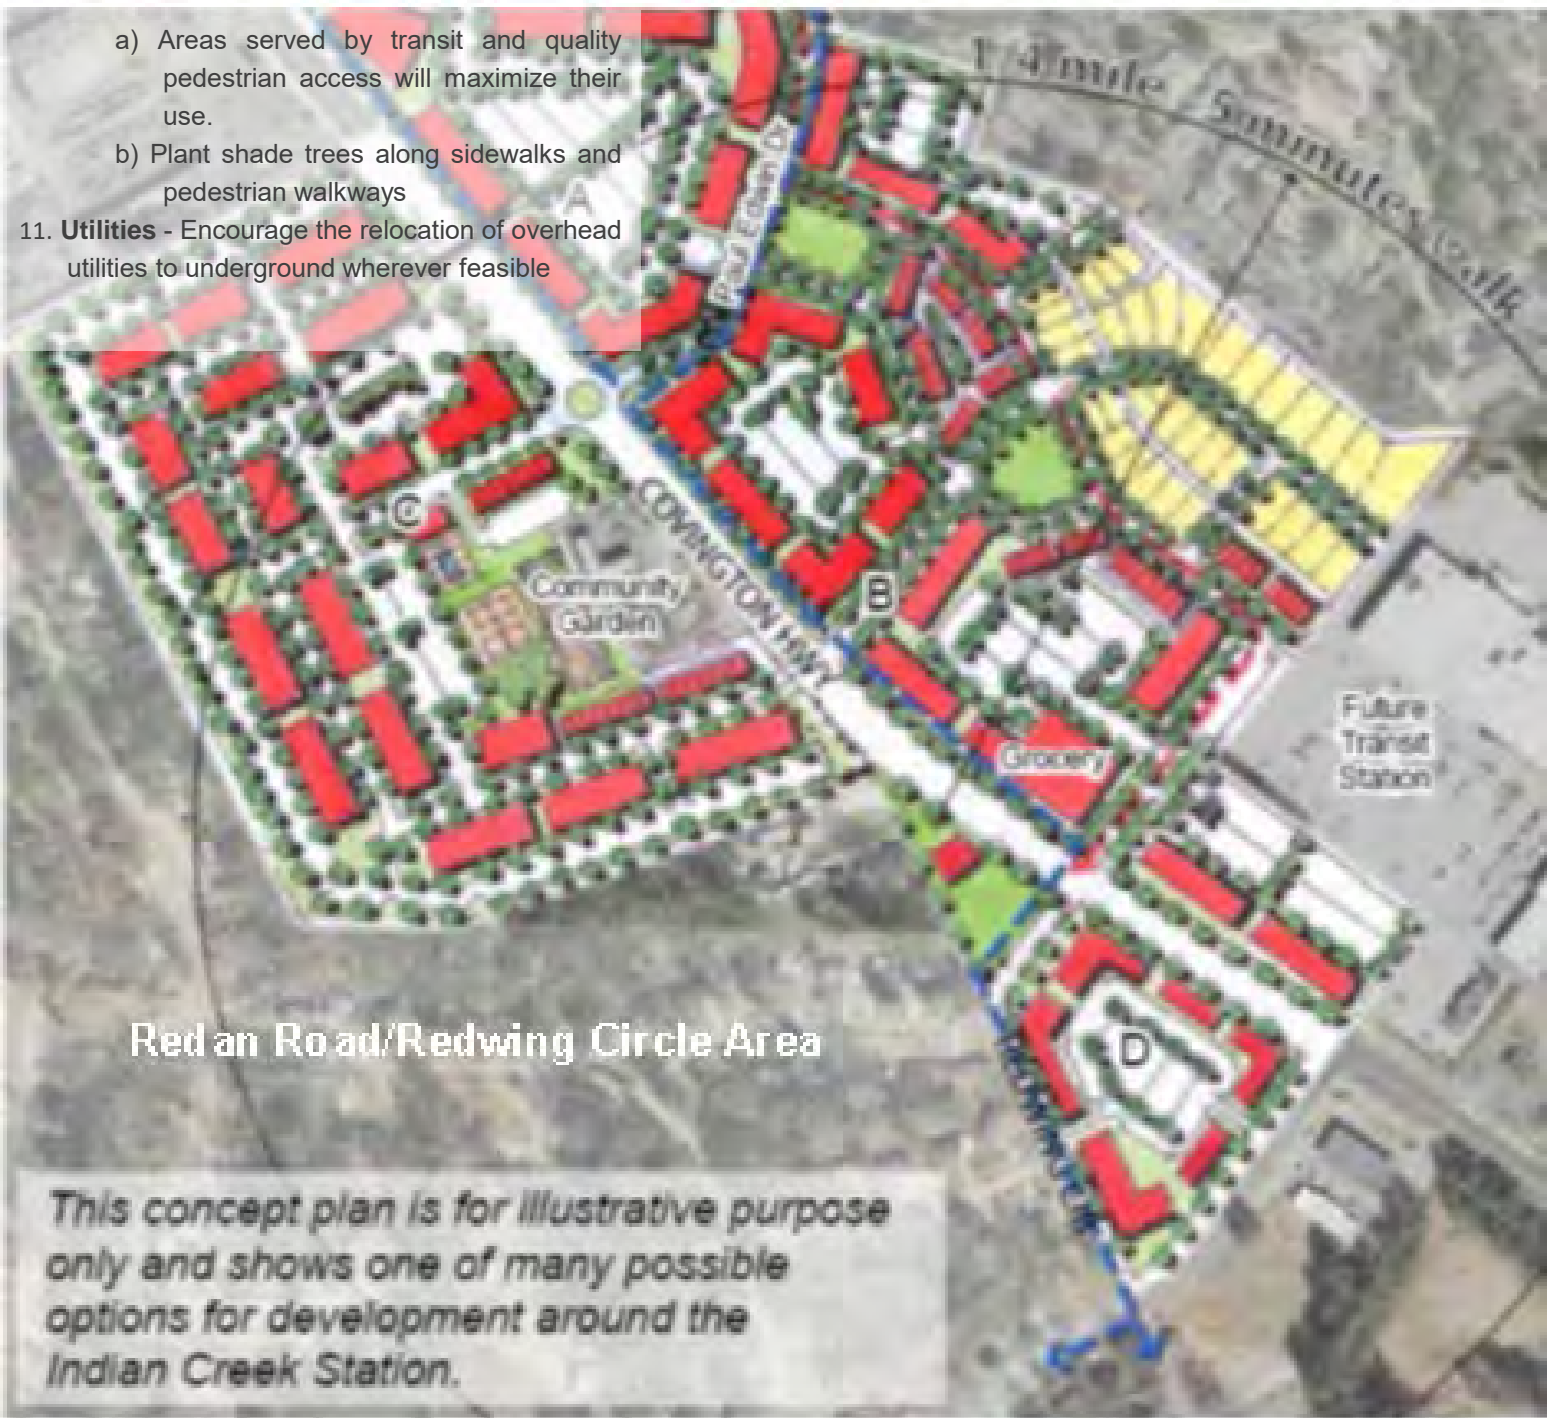 a) Areas served by transit and quality
pedestrian access will maximize their
use.
b) Plant shade trees along sidewalks and
pedestrian walkways
11. Utilities - Encourage the relocation of overhead
utilities to underground wherever feasible
1/4 mile / 5 minutes walk
A
Paul Edwin Dr
C
COVINGTON HWY
Community
Garden
B
Grocery
Future
Transit
Station
D
Redan Road/Redwing Circle Area
This concept plan is for illustrative purpose
only and shows one of many possible
options for development around the
Indian Creek Station.